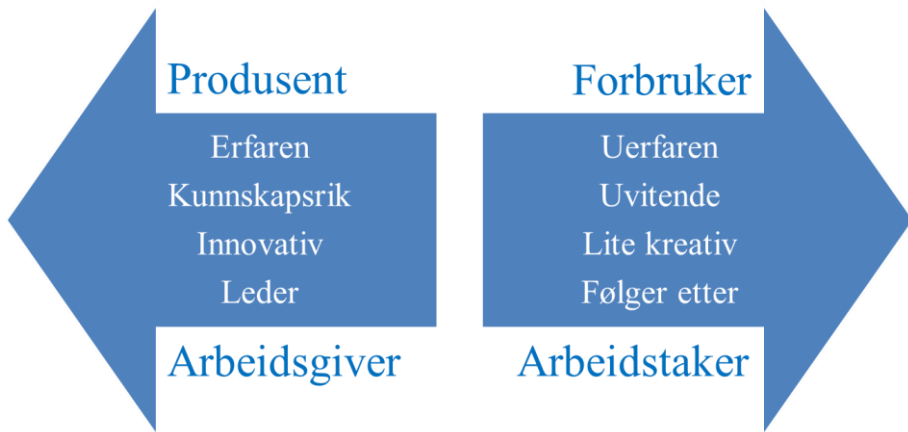 Produsent
Erfaren
Kunnskapsrik
Innovativ
Leder
Arbeidsgiver
Forbruker
Uerfaren
Uvitende
Lite kreativ
Følger etter
Arbeidstaker